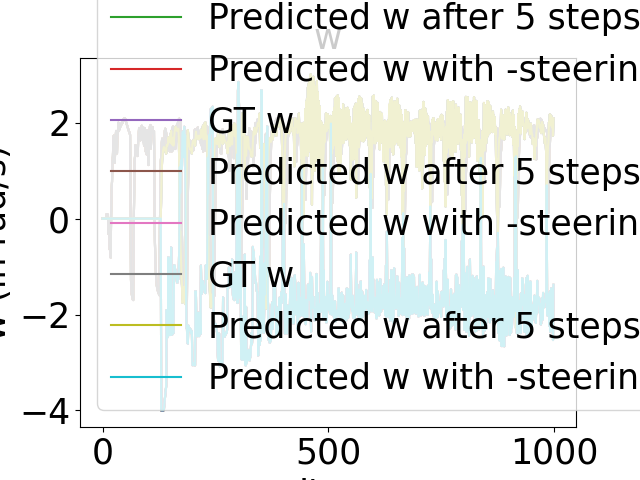 Predicted w after 5 steps
w
Predicted w with -steerin
GT w
Predicted w after 5 steps
Predicted w with -steerin
GT w
Predicted w after 5 steps
Predicted w with -steerin
2
0
−2
−4
0 500 1000